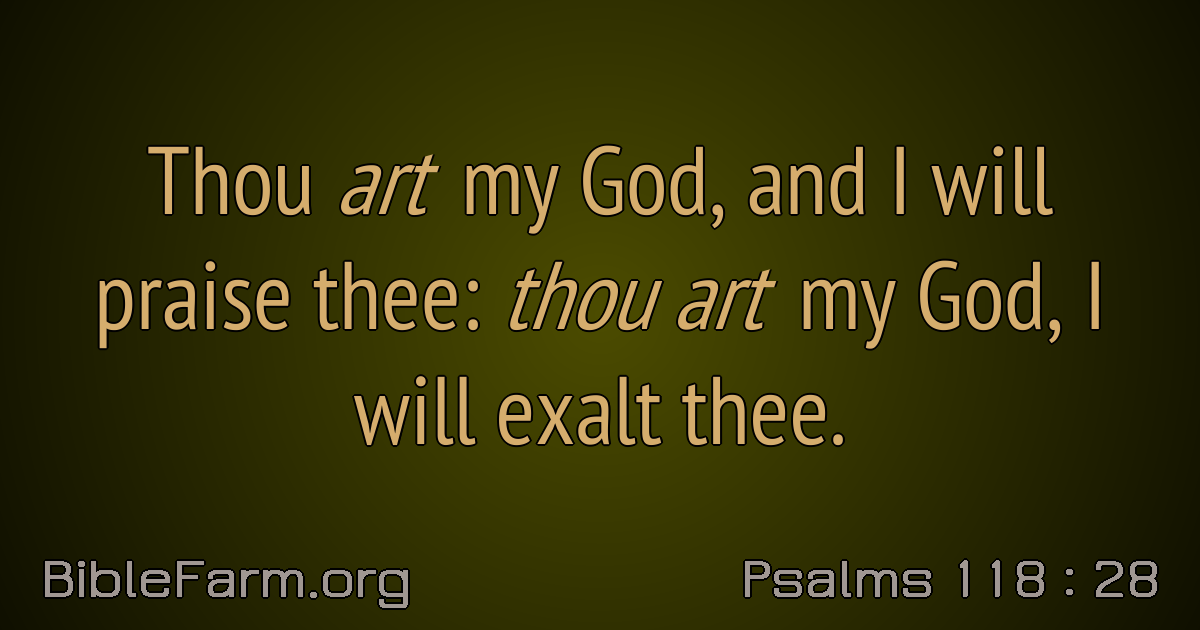 Thou art my God, and I will
praise thee: thou art my God, I
will exalt thee.
BibleFarm.org
Psalms 118 : 28